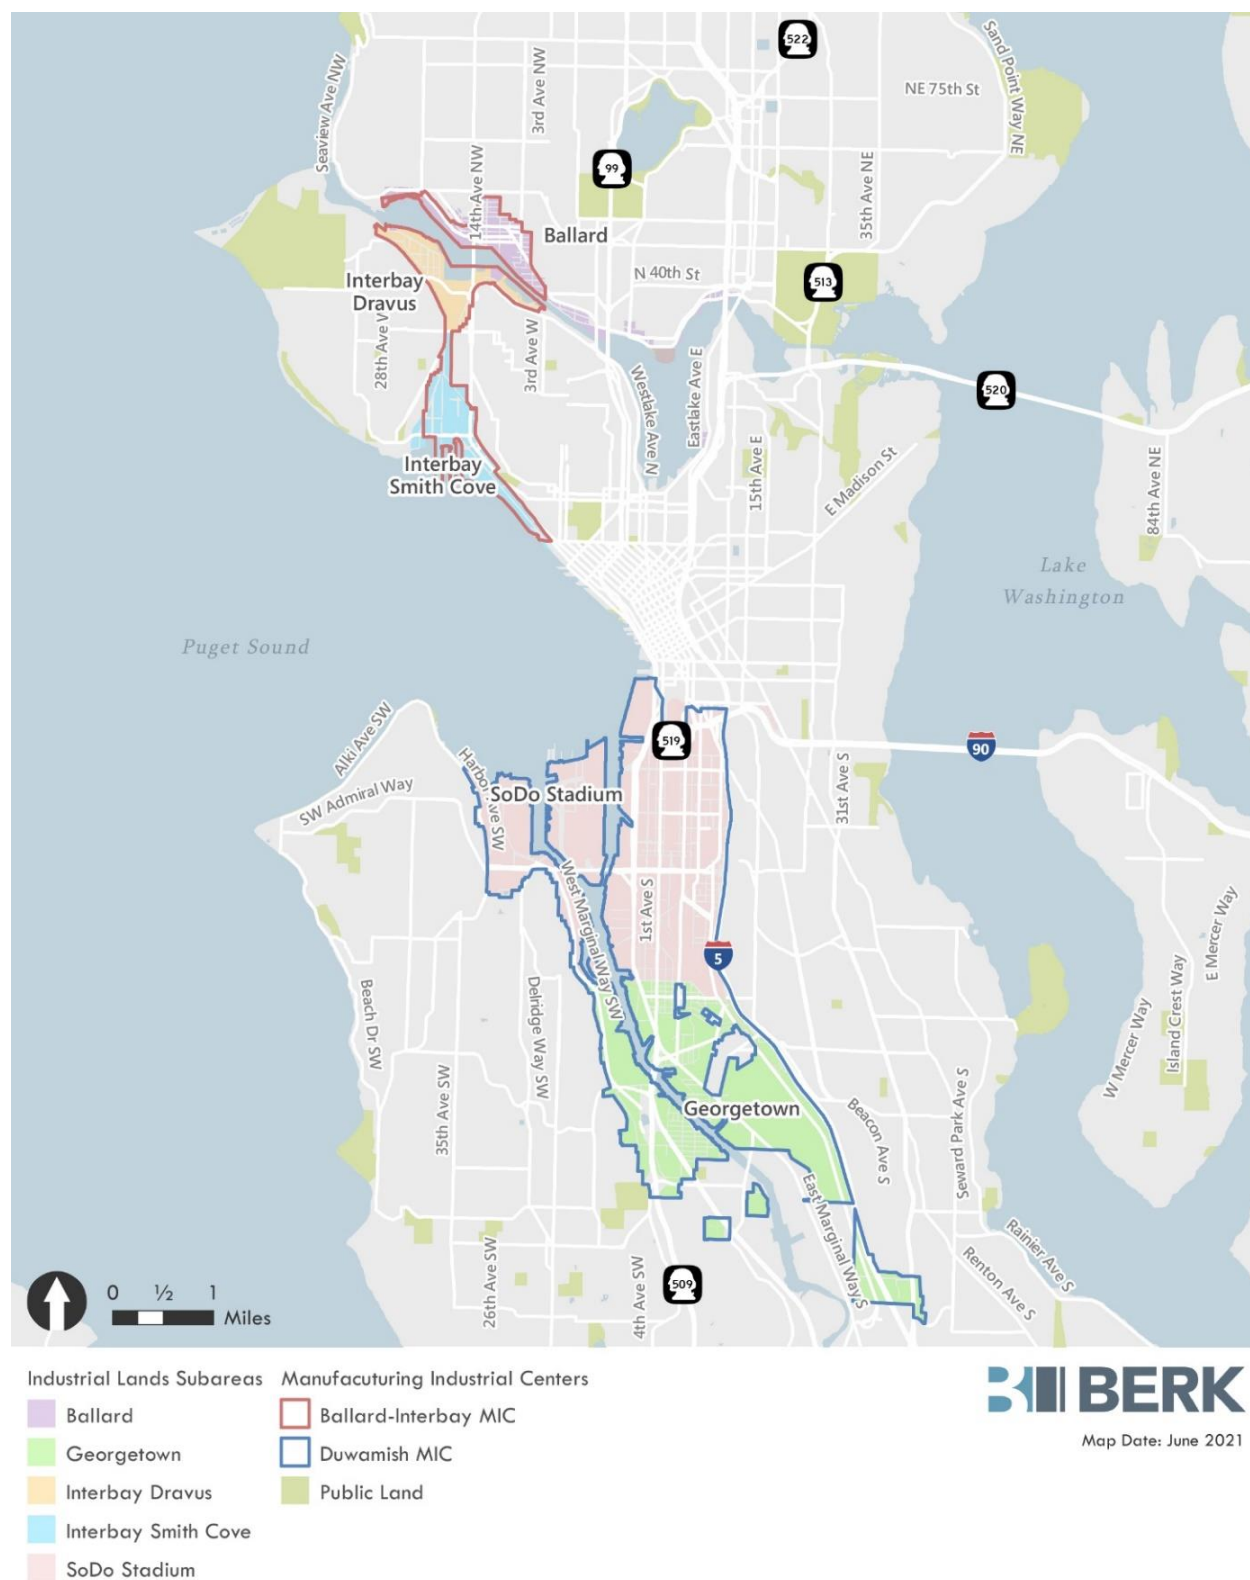 522
Sand Point Way NE
Seaview Ave NW
3rd Ave NW
NE 75th St
99
14th Ave NW
35th Ave NE
Ballard
N 40th St
513
Interbay
Dravus
28th Ave W
3rd Ave W
Westlake Ave N
Eastlake Ave E
520
15th Ave E
E Madison St
84th Ave NE
Interbay
Smith Cove
Lake
Washington
Puget Sound
Alki Ave SW
SW Admiral Way
Harbor Ave SW
SoDo Stadium
519
90
31st Ave S
West Marginal Way SW
1st Ave S
5
E Mercer Way
Island Crest Way
W Mercer Way
Beach Dr SW
35th Ave SW
Delridge Way SW
Georgetown
Beacon Ave S
Seward Park Ave S
East Marginal Way S
Rainier Ave S
Renton Ave S
26th Ave SW
4th Ave SW
509
0 ½ 1
Miles
Industrial Lands Subareas
Ballard
Georgetown
Interbay Dravus
Interbay Smith Cove
SoDo Stadium
Manufacuturing Industrial Centers
Ballard-Interbay MIC
Duwamish MIC
Public Land
BERK
Map Date: June 2021